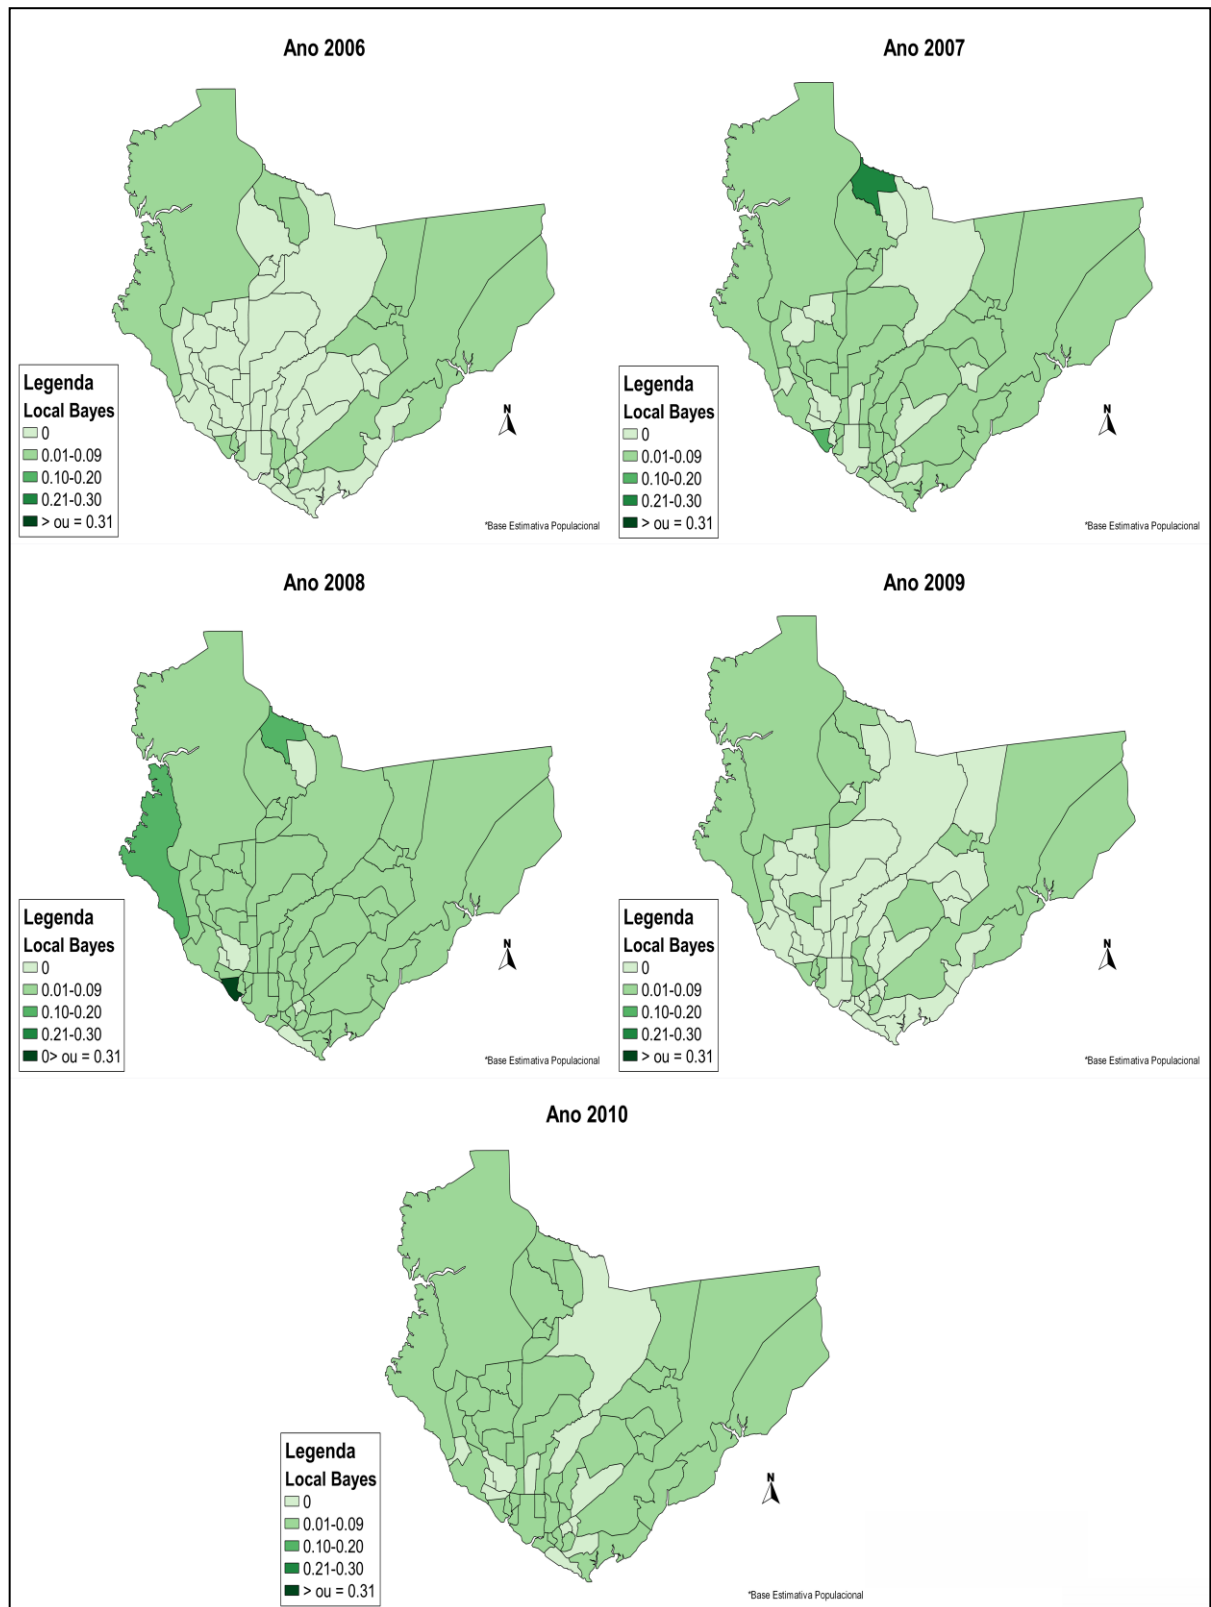 Ano 2006
N
Legenda
Local Bayes
0
0.01-0.09
0.10-0.20
0.21-0.30
> ou = 0.31
*Base Estimativa Populacional
Ano 2007
N
Legenda
Local Bayes
0
0.01-0.09
0.10-0.20
0.21-0.30
> ou = 0.31
*Base Estimativa Populacional
Ano 2008
N
Legenda
Local Bayes
0
0.01-0.09
0.10-0.20
0.21-0.30
0> ou = 0.31
*Base Estimativa Populacional
Ano 2009
N
Legenda
Local Bayes
0
0.01-0.09
0.10-0.20
0.21-0.30
> ou = 0.31
*Base Estimativa Populacional
Ano 2010
N
Legenda
Local Bayes
0
0.01-0.09
0.10-0.20
0.21-0.30
> ou = 0.31
*Base Estimativa Populacional